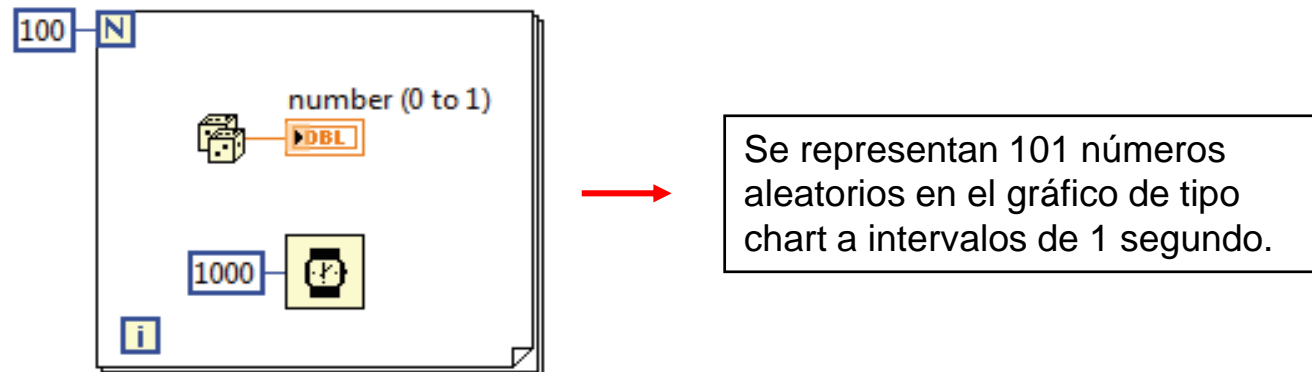 100
N
number (0 to 1)
DBL
1000
i
Se representan 101 números
aleatorios en el gráfico de tipo
chart a intervalos de 1 segundo.